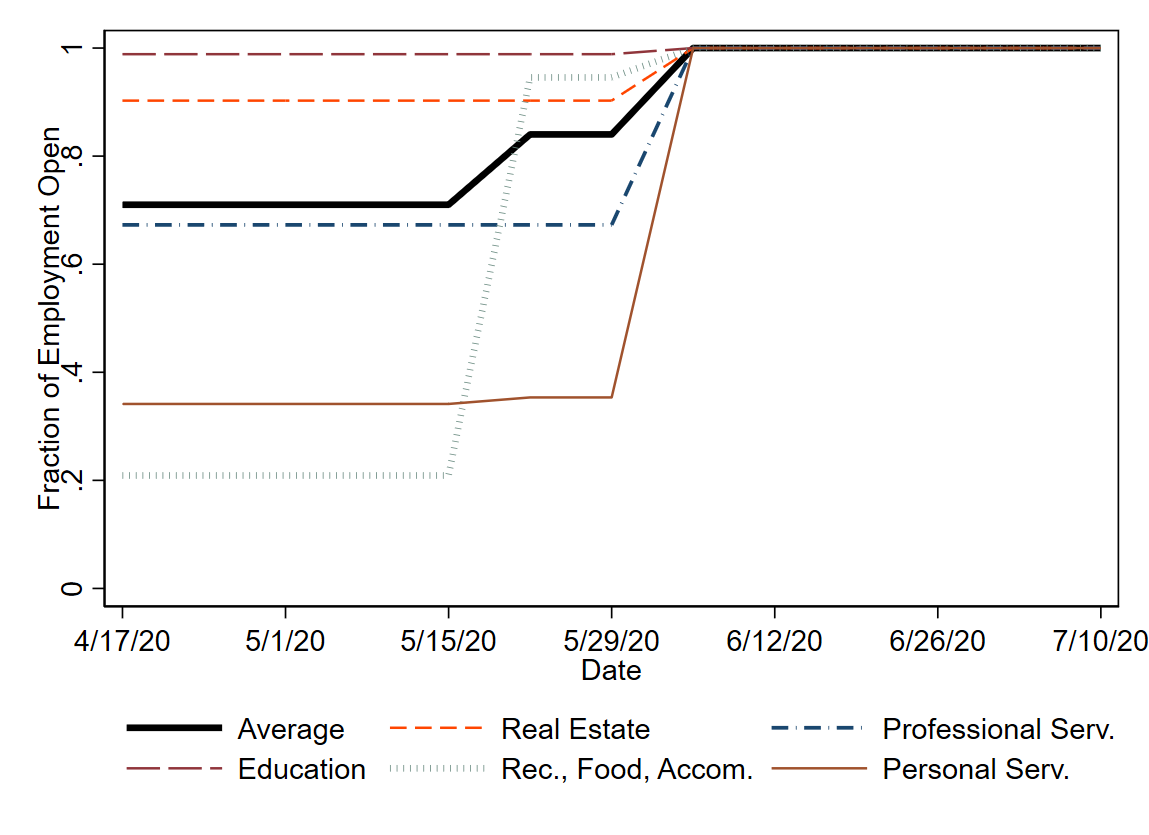 Fraction of Employment Open
1
.8
.6
.4
.2
0
4/17/20 5/1/20 5/15/20 5/29/20 6/12/20 6/26/20 7/10/20
Date
Average Real Estate Professional Serv.
Education Rec., Food, Accom. Personal Serv.